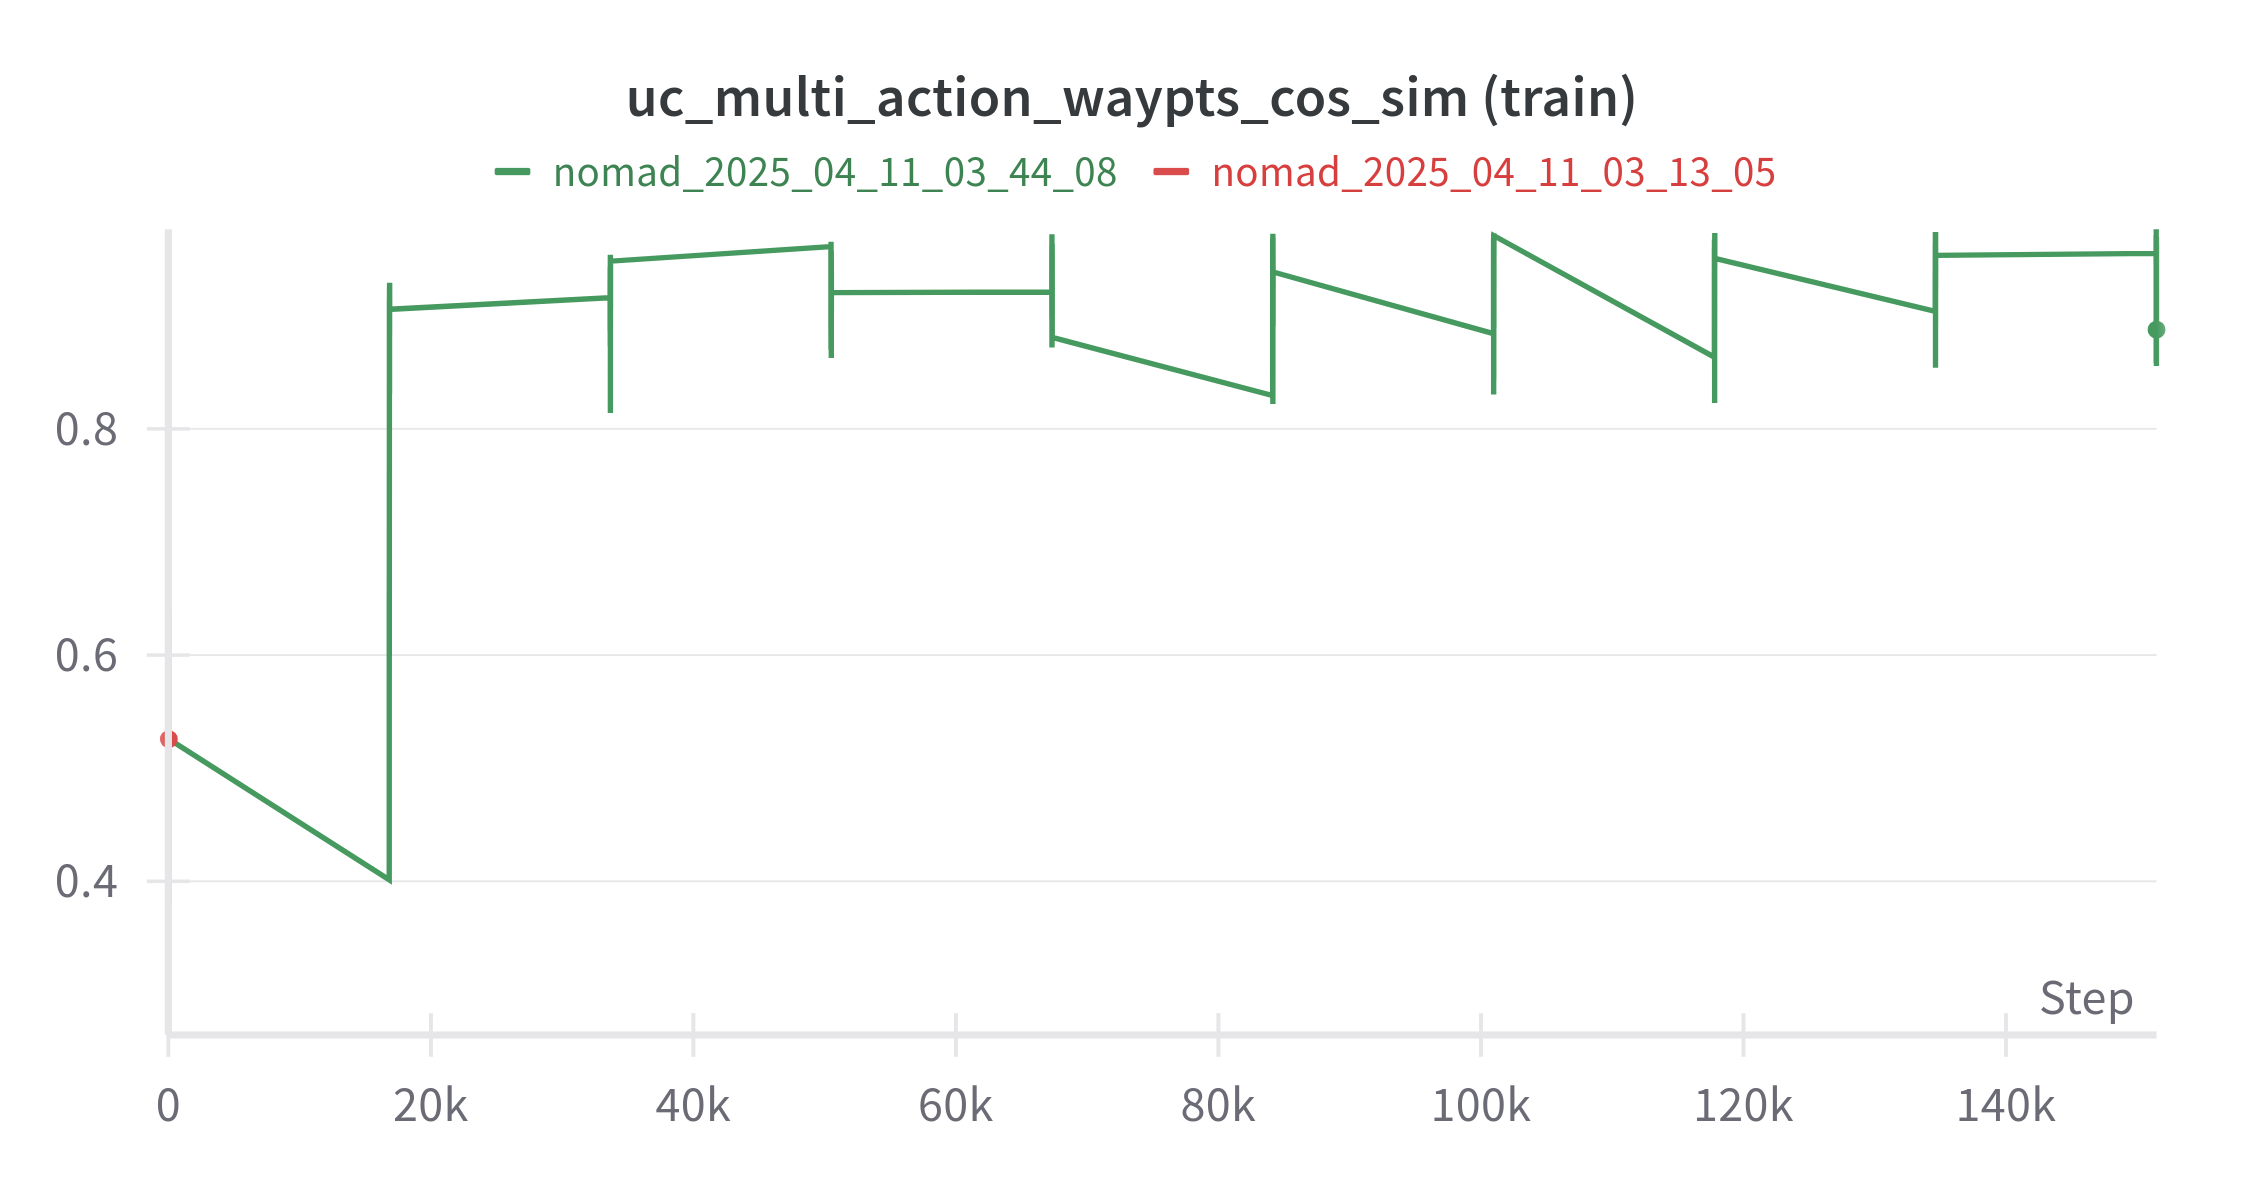 uc_multi_action_waypts_cos_sim (train)
nomad_2025_04_11_03_44_08 nomad_2025_04_11_03_13_05
0.8
0.6
0.4
Step
0 20k 40k 60k 80k 100k 120k 140k